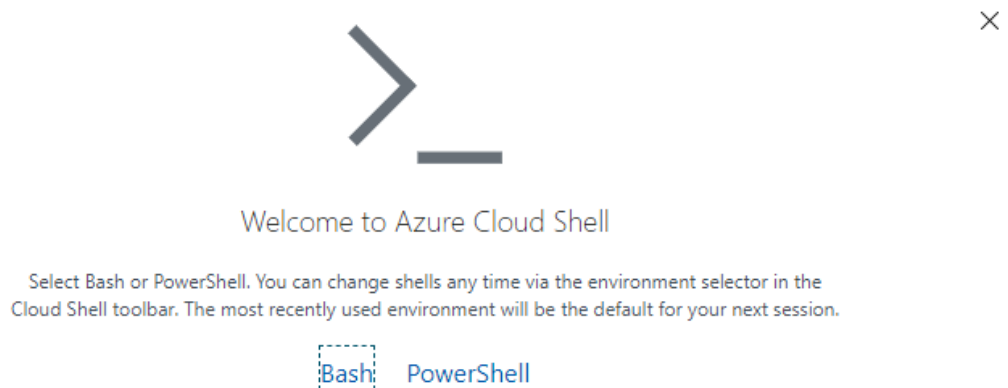 Welcome to Azure Cloud Shell
Select Bash or PowerShell. You can change shells any time via the environment selector in the
Cloud Shell toolbar. The most recently used environment will be the default for your next session.
Bash PowerShell